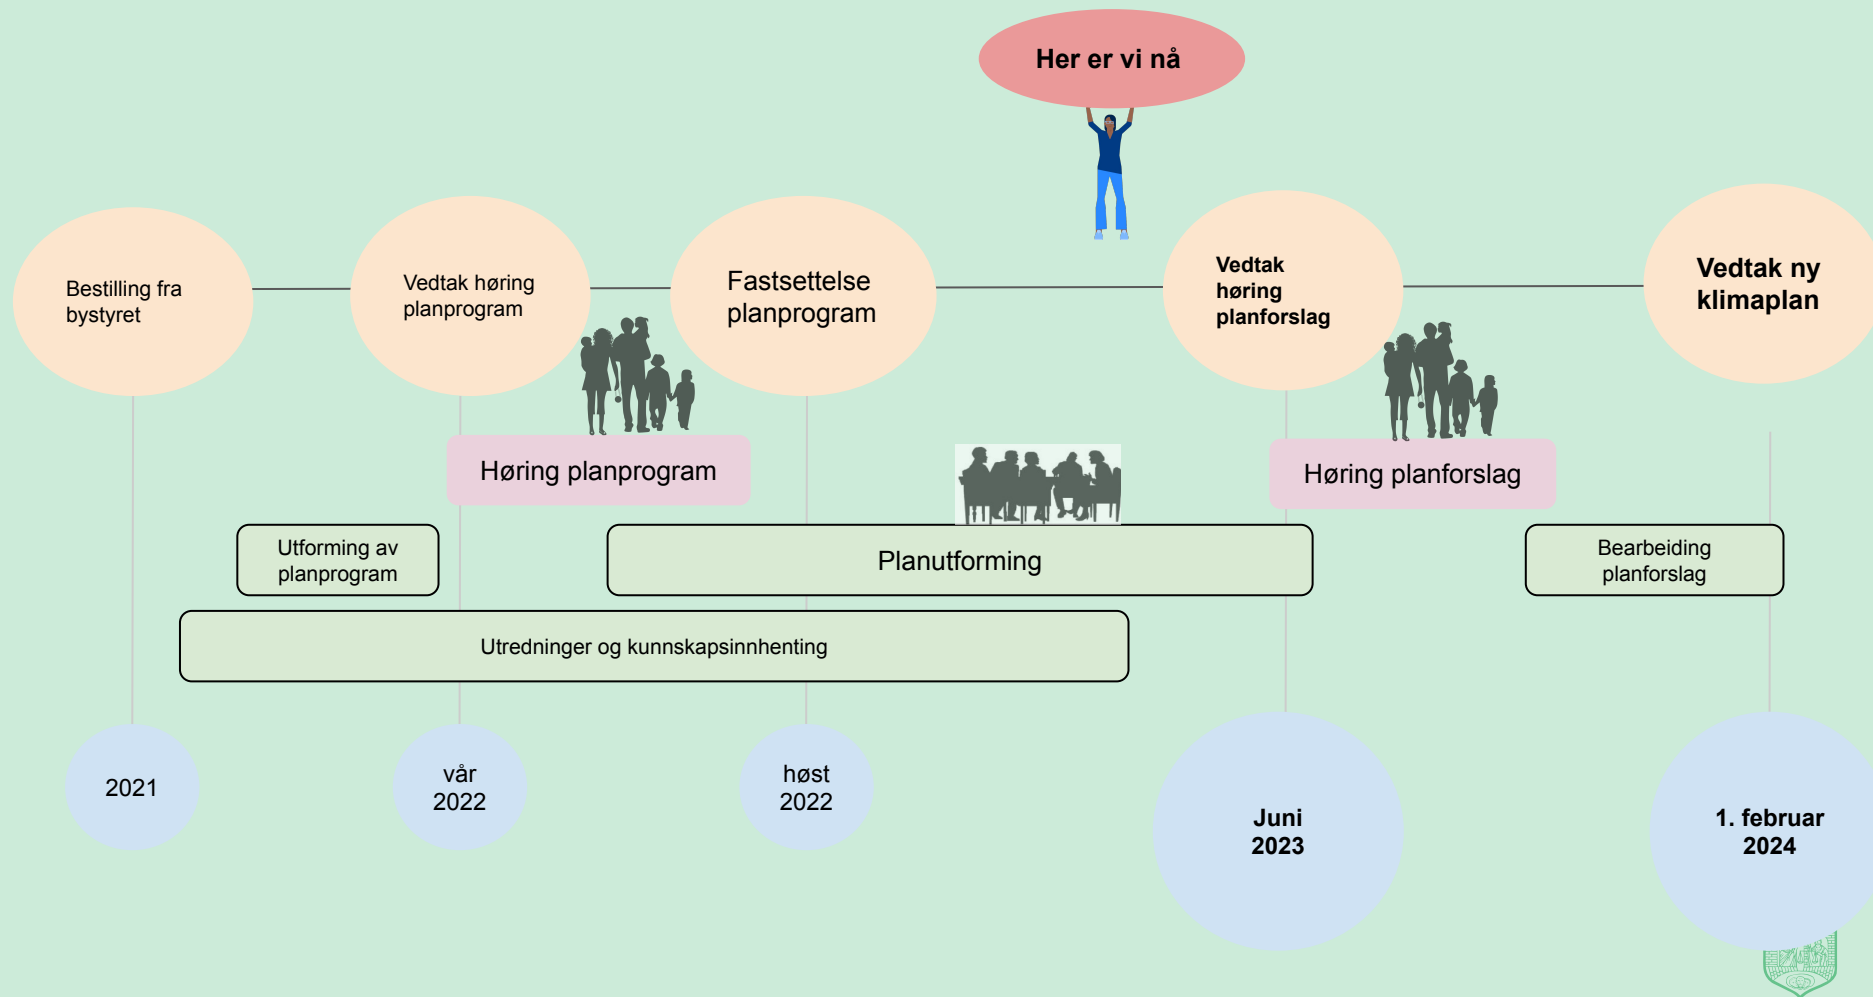 Her er vi nå
Bestilling fra
bystyret
Vedtak høring
planprogram
Fastsettelse
planprogram
Vedtak
høring
planforslag
Vedtak ny
klimaplan
Høring planprogram
Høring planforslag
Utforming av
planprogram
Planutforming
Bearbeiding
planforslag
Utredninger og kunnskapsinnhenting
2021
vår
2022
høst
2022
Juni
2023
1. februar
2024